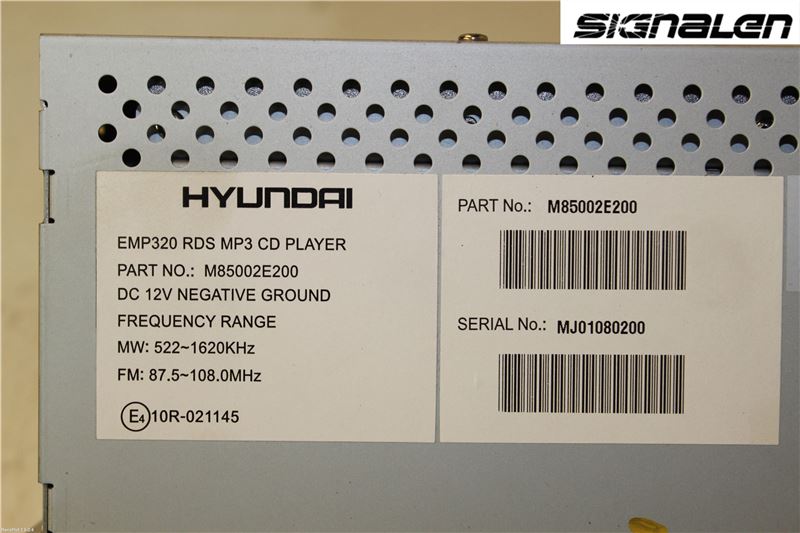 SIGNALEN
HYUNDAI
EMP320 RDS MP3 CD PLAYER
PART NO.: M85002E200
DC 12V NEGATIVE GROUND
FREQUENCY RANGE
MW: 522~1620KHz
FM: 87.5~108.0MHz
E4 10R-021145
PART No.: M85002E200
SERIAL No.: MJ01080200